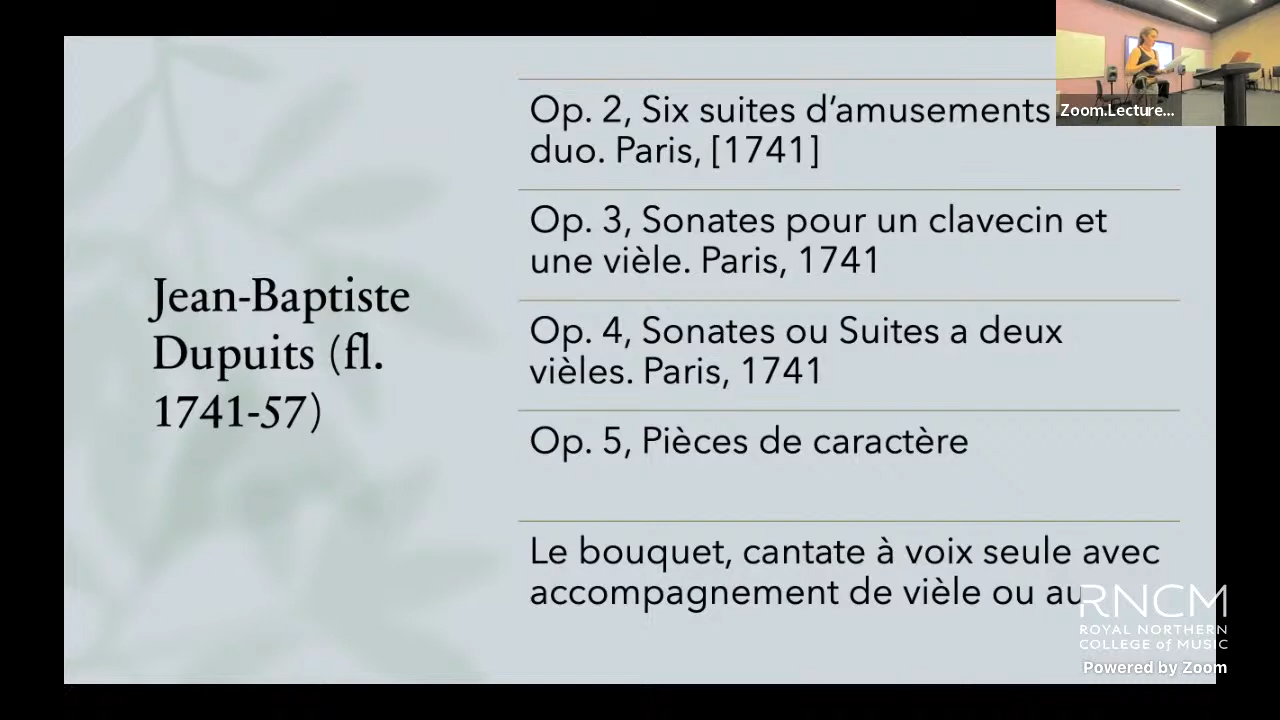 Jean-Baptiste
Dupuits (fl.
1741-57)
Op. 2, Six suites d’amusements
duo. Paris, [1741]
Op. 3, Sonates pour un clavecin et
une vièle. Paris, 1741
Op. 4, Sonates ou Suites a deux
vièles. Paris, 1741
Op. 5, Pièces de caractère
Le bouquet, cantate à voix seule avec
accompagnement de vièle ou au
Zoom.Lecture...
RNCM
ROYAL NORTHERN
COLLEGE of MUSIC
Powered by Zoom